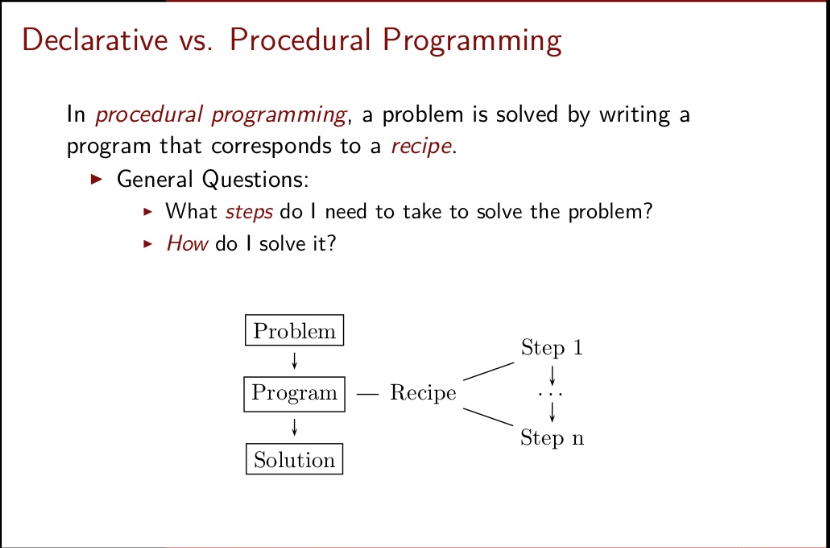 Declarative vs. Procedural Programming
In procedural programming, a problem is solved by writing a
program that corresponds to a recipe.
▶ General Questions:
▶ What steps do I need to take to solve the problem?
▶ How do I solve it?
Problem
↓
Program — Recipe
↓
Solution
Step 1
↓
...
↓
Step n